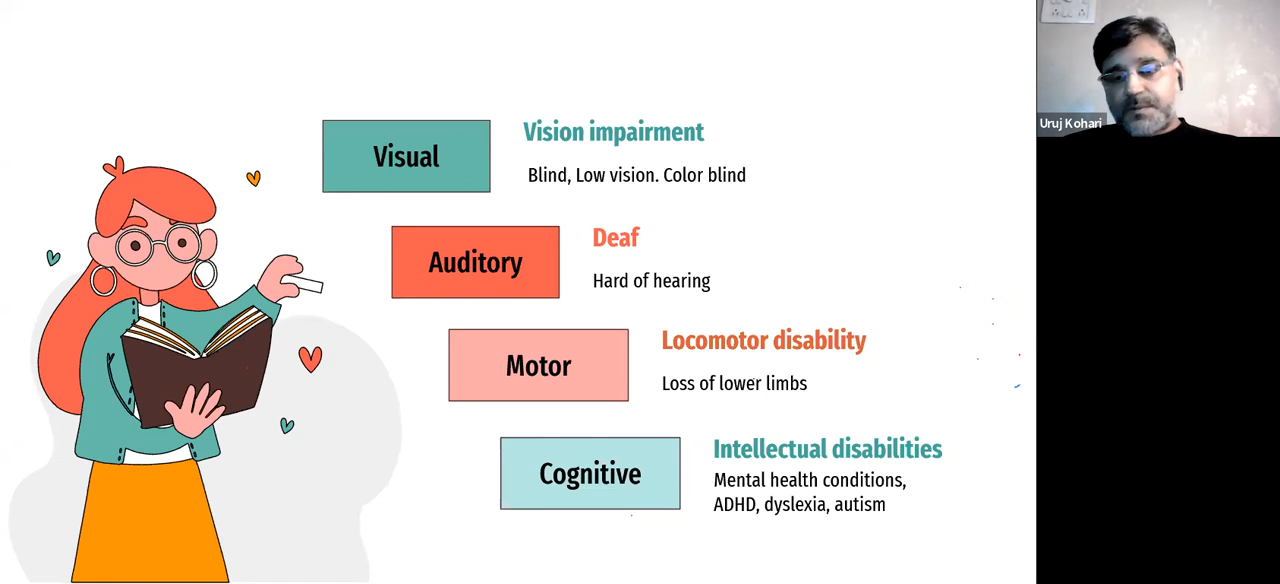 Visual
Vision impairment
Blind, Low vision. Color blind
Auditory
Deaf
Hard of hearing
Motor
Locomotor disability
Loss of lower limbs
Cognitive
Intellectual disabilities
Mental health conditions,
ADHD, dyslexia, autism
Uruj Kohari